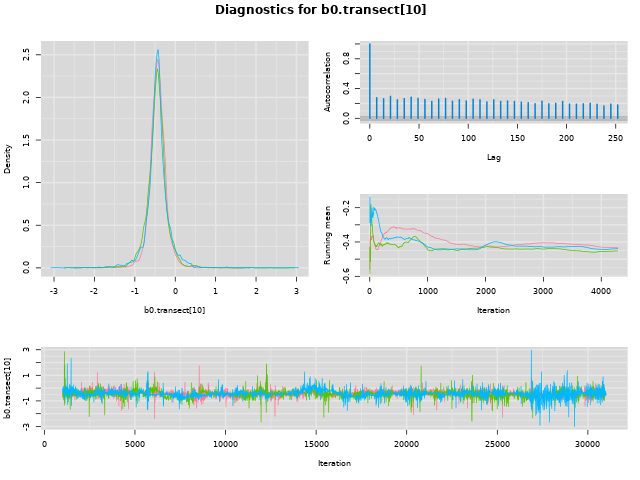 Diagnostics for b0.transect[10]
Density
0.0 0.5 1.0 1.5 2.0 2.5
-3 -2 -1 0 1 2 3
b0.transect[10]
Autocorrelation
0.0 0.4 0.8
0 50 100 150 200 250
Lag
Running mean
-0.6 -0.4 -0.2
0 1000 2000 3000 4000
Iteration
b0.transect[10]
-3 -1 1 3
0 5000 10000 15000 20000 25000 30000
Iteration